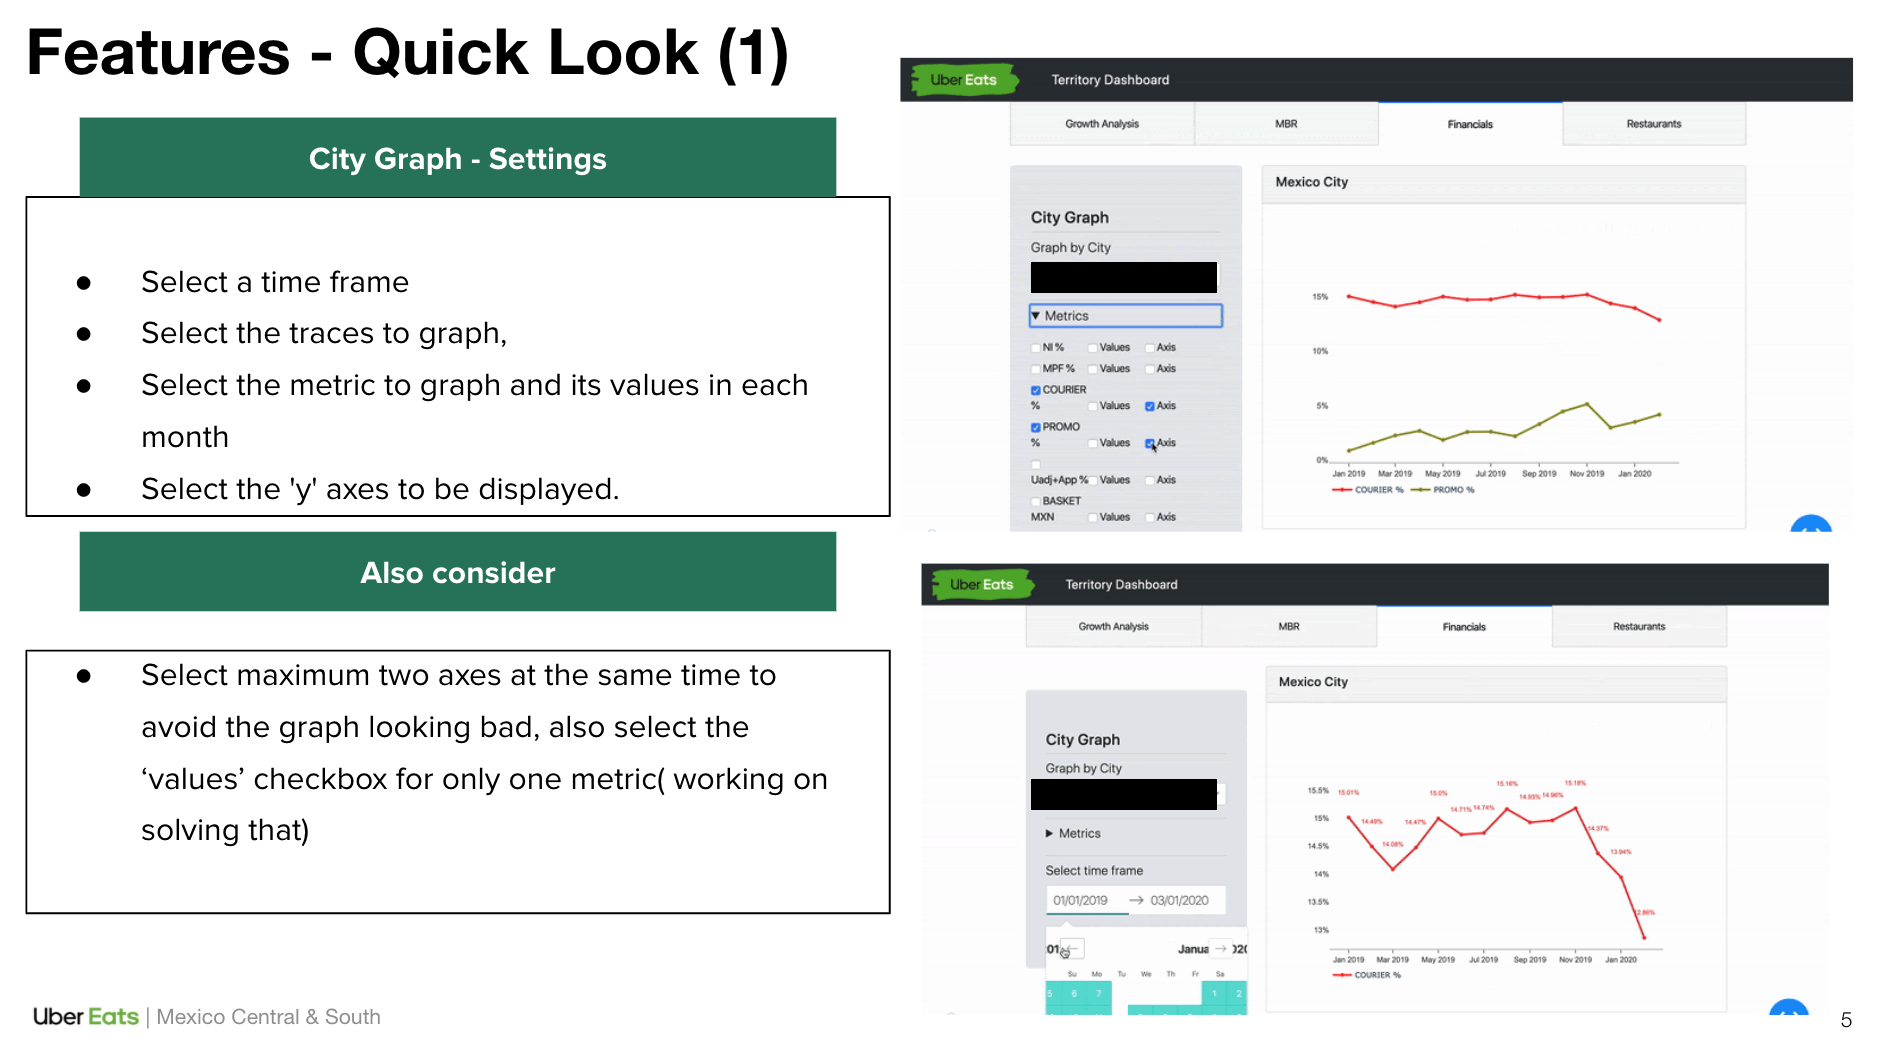 Features - Quick Look (1)
City Graph - Settings
● Select a time frame
● Select the traces to graph,
● Select the metric to graph and its values in each
month
● Select the 'y' axes to be displayed.
Also consider
● Select maximum two axes at the same time to
avoid the graph looking bad, also select the
‘values’ checkbox for only one metric( working on
solving that)
Uber Eats Territory Dashboard
Growth Analysis MBR Financials Restaurants
City Graph
Graph by City
▼ Metrics
NI % Values Axis
MPF % Values Axis
COURIER
% Values Axis
PROMO
% Values Axis
Uadj+App % Values Axis
BASKET
MXN Values Axis
Mexico City
15%
10%
5%
0%
Jan 2019 Mar 2019 May 2019 Jul 2019 Sep 2019 Nov 2019 Jan 2020
COURIER % PROMO %
Uber Eats Territory Dashboard
Growth Analysis MBR Financials Restaurants
City Graph
Graph by City
▶ Metrics
Select time frame
01/01/2019 → 03/01/2020
Su Mo Tu We Th Fr Sa
5 6 7 1 2
Mexico City
15.5%
15%
14.5%
14%
13.5%
13%
15.01% 14.49% 14.08% 14.47% 15.0% 14.71% 14.74% 15.16% 14.93% 14.96% 15.18% 14.37% 13.94%
Jan 2019 Mar 2019 May 2019 Jul 2019 Sep 2019 Nov 2019 Jan 2020
COURIER %
Uber Eats | Mexico Central & South
5